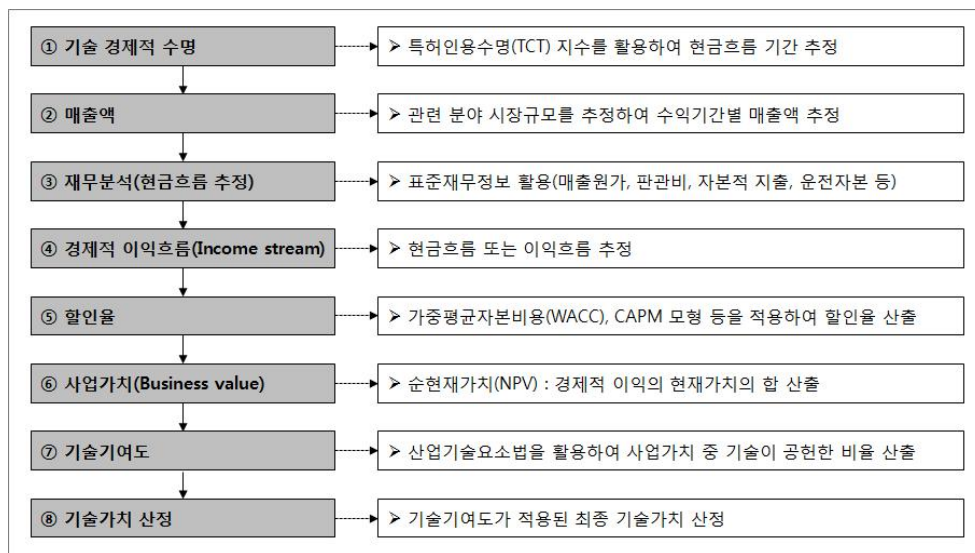 ① 기술 경제적 수명
➢ 특허인용수명(TCT) 지수를 활용하여 현금흐름 기간 추정
② 매출액
➢ 관련 분야 시장규모를 추정하여 수익기간별 매출액 추정
③ 재무분석(현금흐름 추정)
➢ 표준재무정보 활용(매출원가, 판관비, 자본적 지출, 운전자본 등)
④ 경제적 이익흐름(Income stream)
➢ 현금흐름 또는 이익흐름 추정
⑤ 할인율
➢ 가중평균자본비용(WACC), CAPM 모형 등을 적용하여 할인율 산출
⑥ 사업가치(Business value)
➢ 순현재가치(NPV) : 경제적 이익의 현재가치의 합 산출
⑦ 기술기여도
➢ 산업기술요소법을 활용하여 사업가치 중 기술이 공헌한 비율 산출
⑧ 기술가치 산정
➢ 기술기여도가 적용된 최종 기술가치 산정